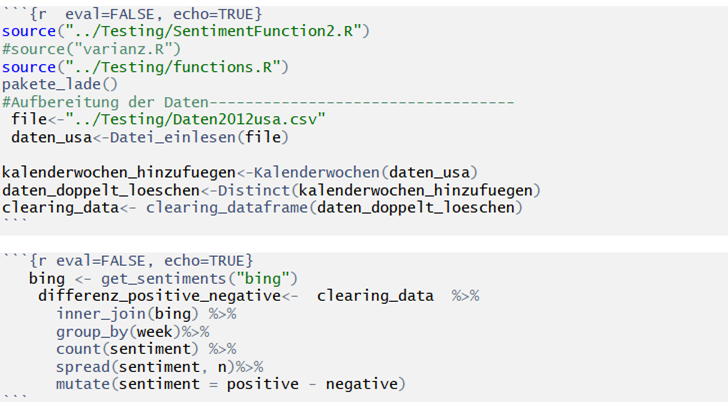 ```{r  eval=FALSE, echo=TRUE}
source("../Testing/SentimentFunction2.R")
#source("varianz.R")
source("../Testing/functions.R")
pakete_lade()
#Aufbereitung der Daten---------------------------------
 file<-"../Testing/Daten2012usa.csv"
 daten_usa<-Datei_einlesen(file)

kalenderwochen_hinzufuegen<-Kalenderwochen(daten_usa)
daten_doppelt_loeschen<-Distinct(kalenderwochen_hinzufuegen)
clearing_data<- clearing_dataframe(daten_doppelt_loeschen)
```

```{r eval=FALSE, echo=TRUE}
   bing <- get_sentiments("bing")
    differenz_positive_negative<-  clearing_data  %>%
      inner_join(bing) %>%
      group_by(week)%>%
      count(sentiment) %>%
      spread(sentiment, n)%>%
      mutate(sentiment = positive - negative)
```